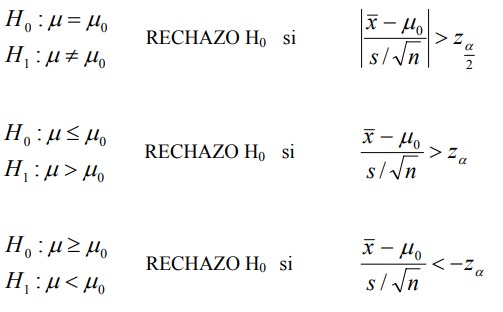 H₀ : μ = μ₀
H₁ : μ ≠ μ₀
RECHAZO H₀ si
|(x̄ − μ₀) / (s / √n)| > z_(α/2)
H₀ : μ ≤ μ₀
H₁ : μ > μ₀
RECHAZO H₀ si
(x̄ − μ₀) / (s / √n) > z_α
H₀ : μ ≥ μ₀
H₁ : μ < μ₀
RECHAZO H₀ si
(x̄ − μ₀) / (s / √n) < −z_α